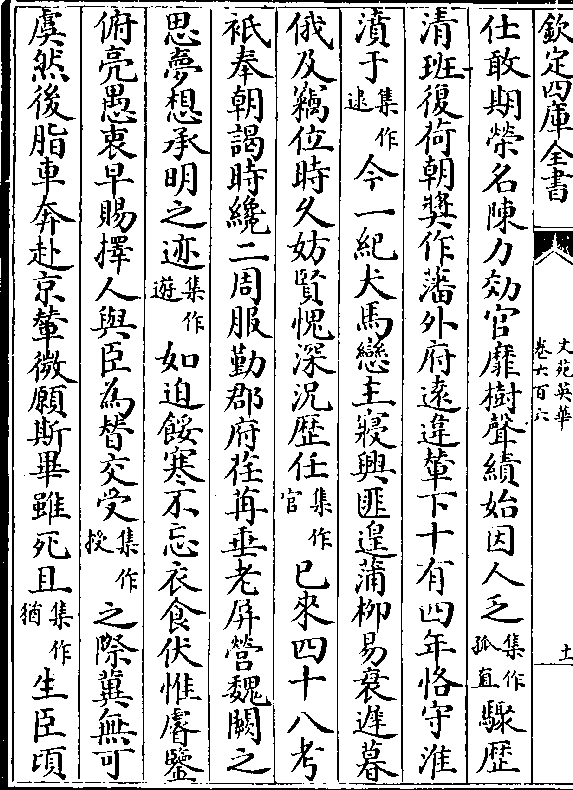 欽定四庫全書
文苑英華
卷六百六
士
仕敢期榮名陳力効官靡樹聲績始因人乏集作孤直驟歴
清班復荷朝奬作藩外府遠違輦下十有四年恪守淮
濆于集作逮今一紀犬馬戀主寢興匪遑蒲柳易衰遲暮
俄及竊位時久妨賢愧深況歴任集作官已來四十八考
祇奉朝謁時纔二周服勤郡府荏苒垂老屏營魏闕之
思夢想承明之迹集作遊如迫餒寒不忘衣食伏惟睿鑒
俯亮愚衷早賜擇人與臣為替交受集作授之際冀無可
虞然後脂車奔赴京輦微願斯畢雖死且集作猶生臣頃